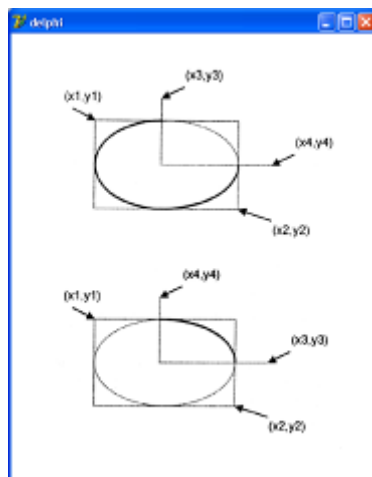 delphi
(x3,y3)
(x1,y1)
(x4,y4)
(x2,y2)
(x4,y4)
(x1,y1)
(x3,y3)
(x2,y2)